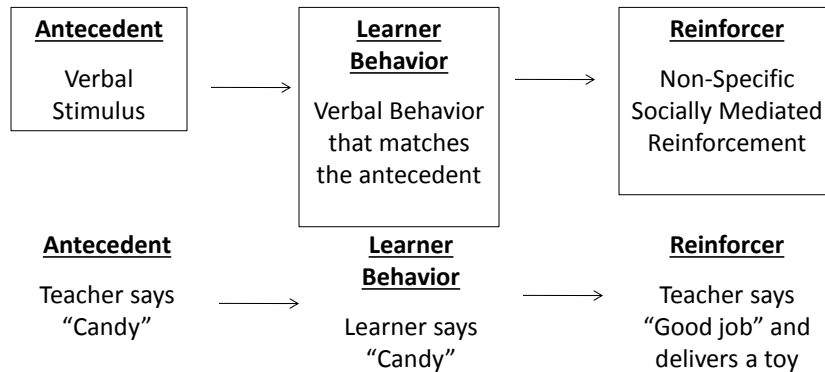 Antecedent
Verbal
Stimulus
Learner
Behavior
Verbal Behavior
that matches
the antecedent
Reinforcer
Non-Specific
Socially Mediated
Reinforcement
Antecedent
Teacher says
“Candy”
Learner
Behavior
Learner says
“Candy”
Reinforcer
Teacher says
“Good job” and
delivers a toy